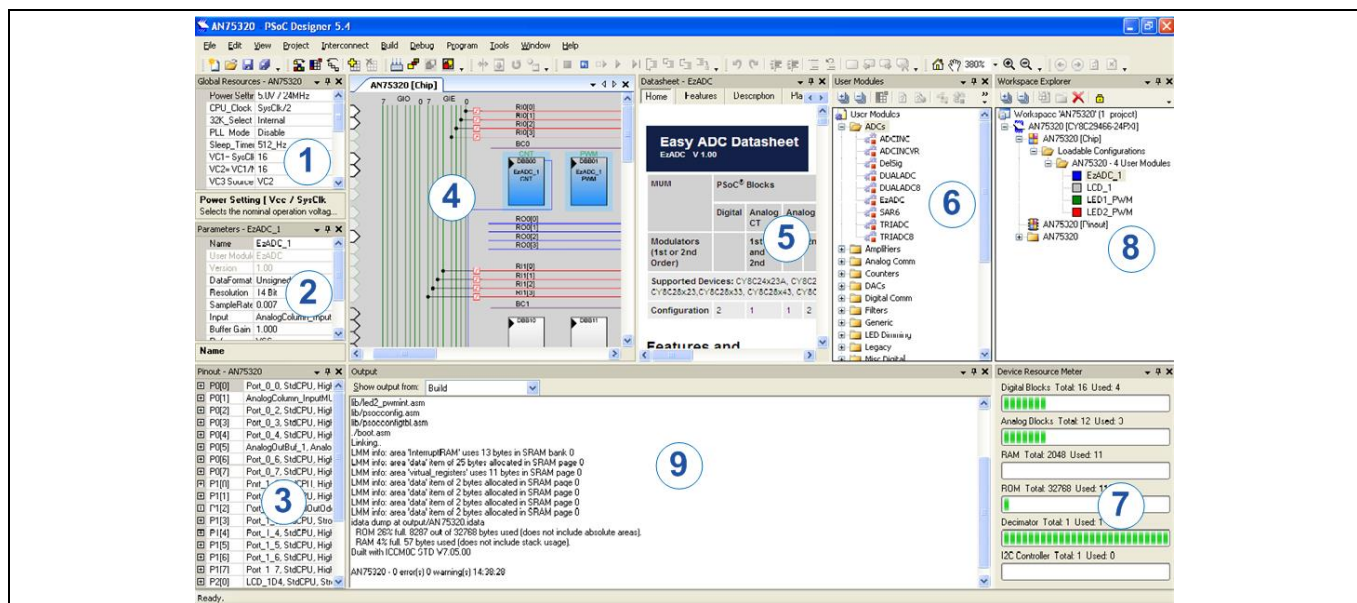 AN75320 - PSoC Designer 5.4
File Edit View Project Interconnect Build Debug Program Tools Window Help
380%
Global Resources - AN75320
Power Settin 5.0V / 24MHz
CPU_Clock SysClk/2
32K_Select Internal
PLL_Mode Disable
Sleep_Timer 512_Hz
VC1= SysCl 16
VC2= VC1/N 16
VC3 Source VC2
1
Power Setting [ Vcc / SysClk
Selects the nominal operation voltag...
Parameters - EzADC_1
Name EzADC_1
User Module EzADC
Version 1.00
DataFormat Unsigned
Resolution 14 Bit
SampleRate 0.007
Input AnalogColumn_Input
Buffer Gain 1.000
2
Name
Pinout - AN75320
P0[0] Port_0_0, StdCPU, High
P0[1] AnalogColumn_InputMU
P0[2] Port_0_2, StdCPU, High
P0[3] Port_0_3, StdCPU, High
P0[4] Port_0_4, StdCPU, High
P0[5] AnalogOutBuf_1, Analo
P0[6] Port_0_6, StdCPU, High
P0[7] Port_0_7, StdCPU, High
P1[0]
P1[1] Port
P1[2] Port
P1[3] Port_1 CPU, Stro
P1[4] Port_1_4, StdCPU, High
P1[5] Port_1_5, StdCPU, High
P1[6] Port_1_6, StdCPU, High
P1[7] Port_1_7, StdCPU, High
P2[0] LCD_1D4, StdCPU, Stro
3
AN75320 [Chip]
7 GIO 0 7 GIE 0
RI0[0]
RI0[1]
RI0[2]
RI0[3]
BC0
CNT
DBB00
EzADC_1
CNT
PWM
DBB01
EzADC_1
PWM
4
RO0[0]
RO0[1]
RO0[2]
RO0[3]
RI1[0]
RI1[1]
RI1[2]
RI1[3]
BC1
DBB10
DBB11
Datasheet - EzADC
Home Features Description Pla
Easy ADC Datasheet
EzADC V 1.00
MUM PSoC® Blocks
Digital Analog CT Analog
Modulators (1st or 2nd Order) 1st and 2nd
5
Supported Devices: CY8C24x23A, CY8C2
CY8C28x23,CY8C28x33, CY8C28x43, CY8C
Configuration 2 1 1 2
Features and
User Modules
User Modules
ADCs
ADCINC
ADCINCVR
DelSig
DUALADC
DUALADC8
EzADC
SAR6
TRIADC
TRIADC8
Amplifiers
Analog Comm
Counters
DACs
Digital Comm
Filters
Generic
LED Dimming
Legacy
Misc Digital
6
Workspace Explorer
Workspace 'AN75320' (1 project)
AN75320 [CY8C29466-24PXI]
AN75320 [Chip]
Loadable Configurations
AN75320 - 4 User Modules
EzADC_1
LCD_1
LED1_PWM
LED2_PWM
AN75320 [Pinout]
AN75320
8
Output
Show output from: Build
lib/led2_pwmint.asm
lib/psocconfig.asm
lib/psocconfigtbl.asm
./boot.asm
Linking..
LMM info: area 'InterruptRAM' uses 13 bytes in SRAM bank 0
LMM info: area 'data' item of 25 bytes allocated in SRAM page 0
LMM info: area 'virtual_registers' uses 11 bytes in SRAM page 0
LMM info: area 'data' item of 2 bytes allocated in SRAM page 0
LMM info: area 'data' item of 2 bytes allocated in SRAM page 0
LMM info: area 'data' item of 2 bytes allocated in SRAM page 0
LMM info: area 'data' item of 2 bytes allocated in SRAM page 0
idata dump at output/AN75320.idata
ROM 26% full. 8287 out of 32768 bytes used (does not include absolute areas).
RAM 4% full. 57 bytes used (does not include stack usage).
Built with ICCM8C STD V7.05.00
AN75320 - 0 error(s) 0 warning(s) 14:38:28
9
Device Resource Meter
Digital Blocks Total: 16 Used: 4
Analog Blocks Total: 12 Used: 3
RAM Total: 2048 Used: 11
ROM Total: 32768 Used:
Decimator Total: 1 Used: 1
I2C Controller Total: 1 Used: 0
7
Ready.